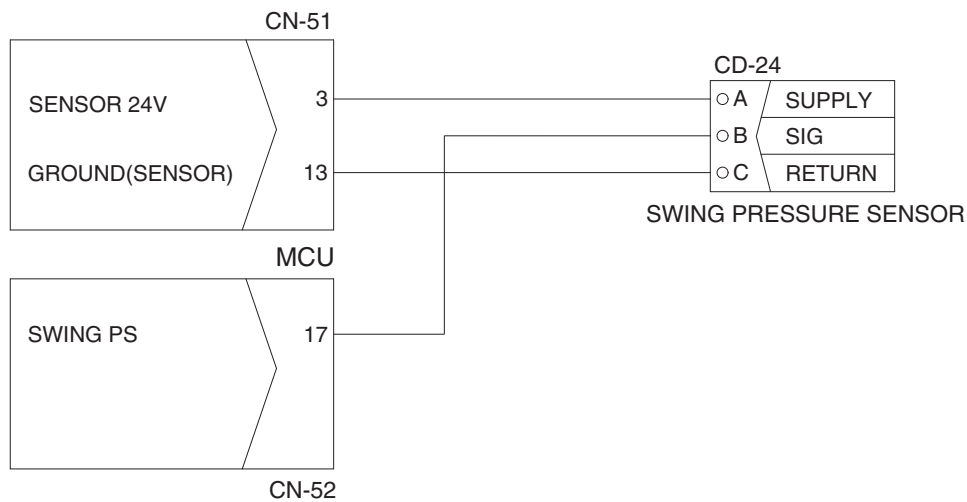 CN-51
CD-24
SENSOR 24V
3
A
SUPPLY
B
SIG
GROUND(SENSOR)
13
C
RETURN
SWING PRESSURE SENSOR
MCU
SWING PS
17
CN-52